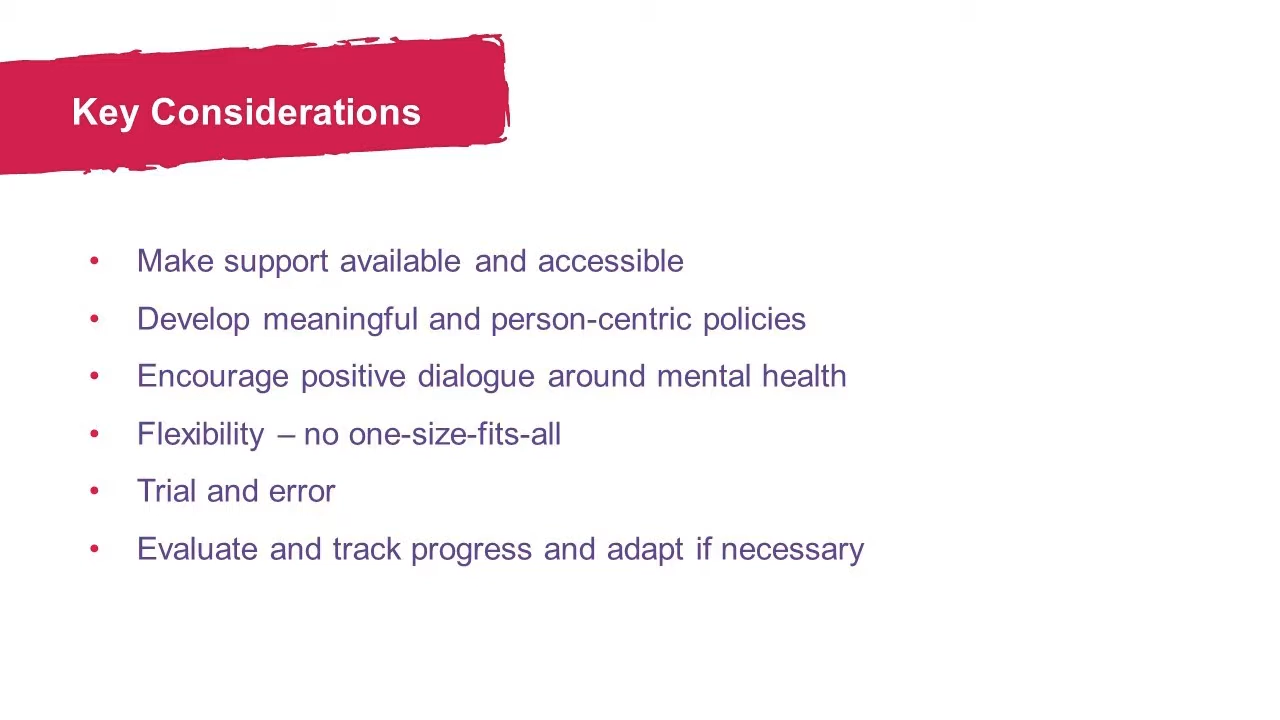 Key Considerations
• Make support available and accessible
• Develop meaningful and person-centric policies
• Encourage positive dialogue around mental health
• Flexibility – no one-size-fits-all
• Trial and error
• Evaluate and track progress and adapt if necessary